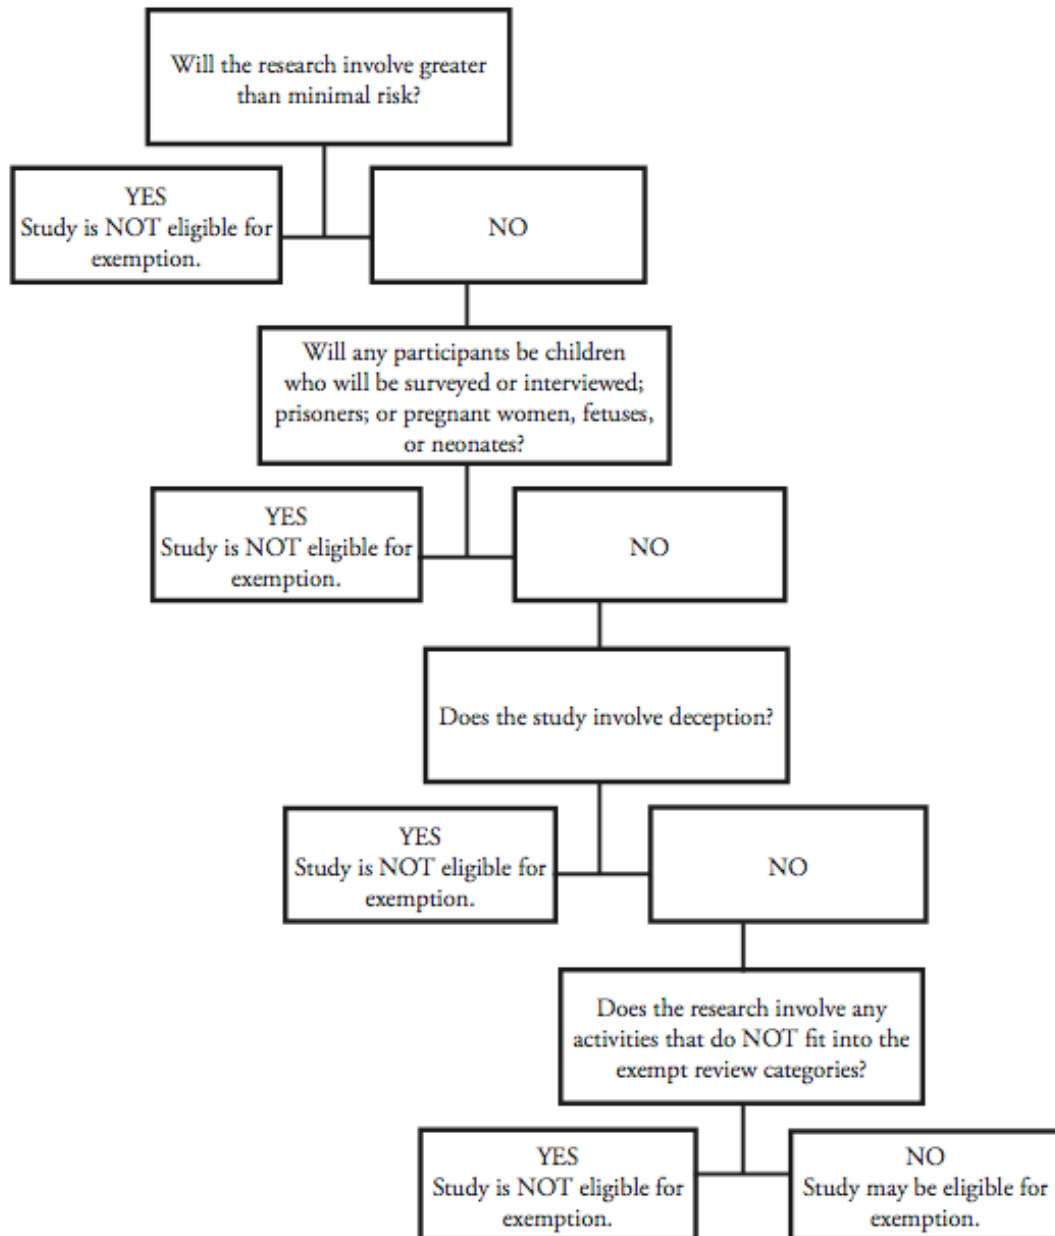 Will the research involve greater
than minimal risk?
YES
Study is NOT eligible for
exemption.
NO
Will any participants be children
who will be surveyed or interviewed;
prisoners; or pregnant women, fetuses,
or neonates?
YES
Study is NOT eligible for
exemption.
NO
Does the study involve deception?
YES
Study is NOT eligible for
exemption.
NO
Does the research involve any
activities that do NOT fit into the
exempt review categories?
YES
Study is NOT eligible for
exemption.
NO
Study may be eligible for
exemption.